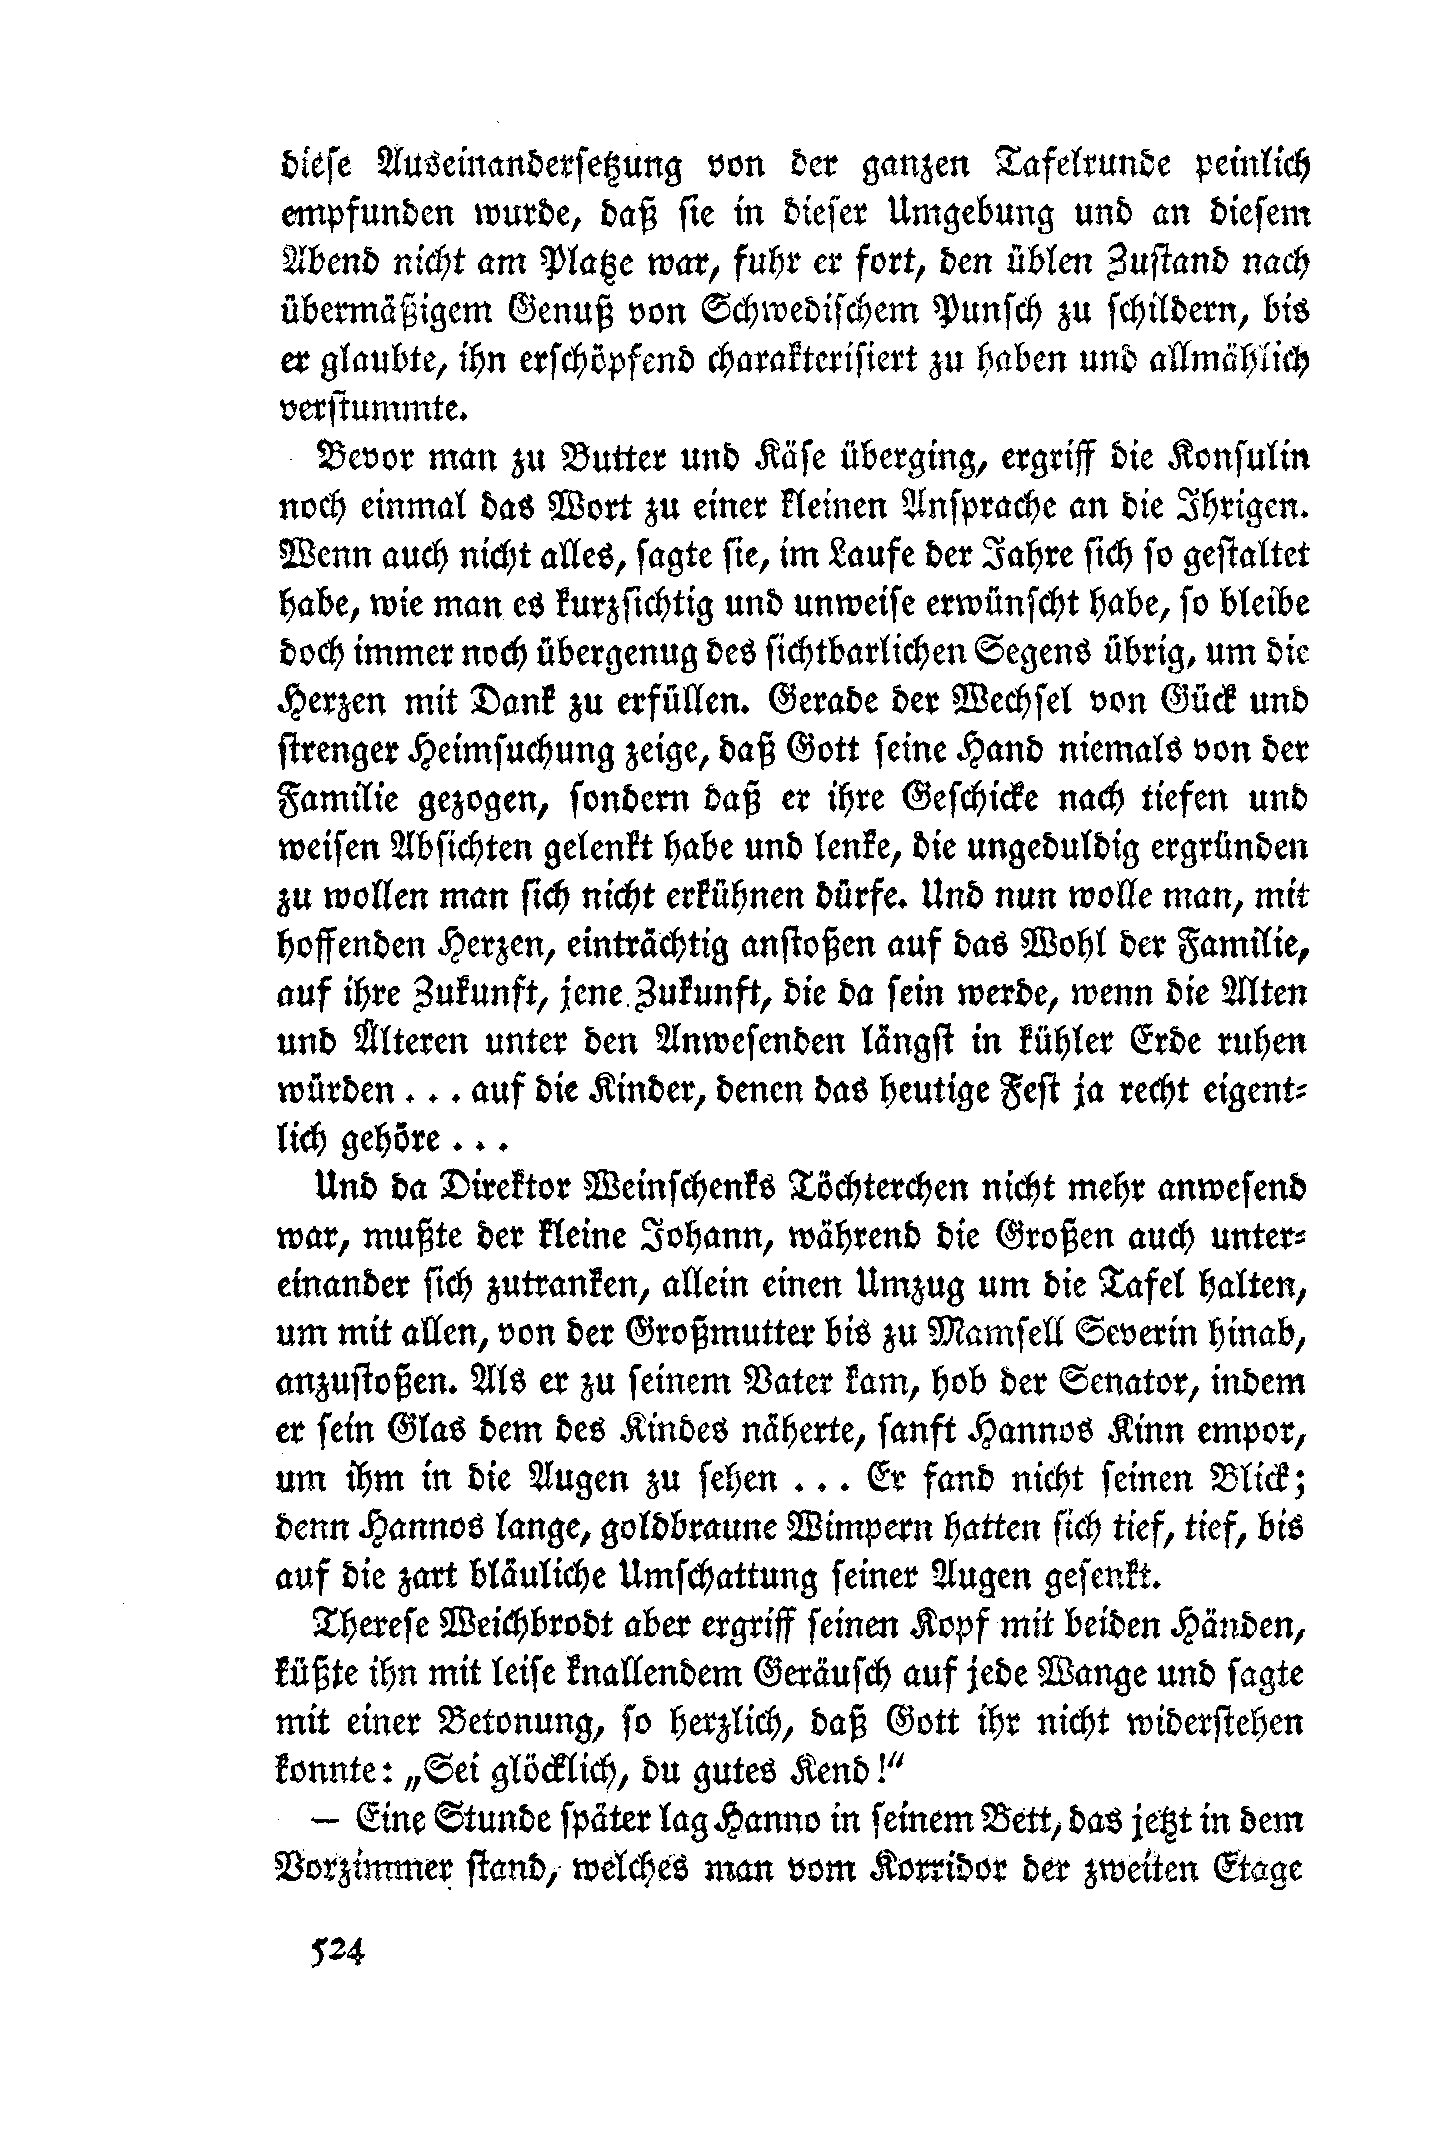 diese Auseinandersetzung von der ganzen Tafelrunde peinlich
empfunden wurde, daß sie in dieser Umgebung und an diesem
Abend nicht am Platze war, fuhr er fort, den üblen Zustand nach
übermäßigem Genuß von Schwedischem Punsch zu schildern, bis
er glaubte, ihn erschöpfend charakterisiert zu haben und allmählich
verstummte.
Bevor man zu Butter und Käse überging, ergriff die Konsulin
noch einmal das Wort zu einer kleinen Ansprache an die Ihrigen.
Wenn auch nicht alles, sagte sie, im Laufe der Jahre sich so gestaltet
habe, wie man es kurzsichtig und unweise erwünscht habe, so bleibe
doch immer noch übergenug des sichtbarlichen Segens übrig, um die
Herzen mit Dank zu erfüllen. Gerade der Wechsel von Gück und
strenger Heimsuchung zeige, daß Gott seine Hand niemals von der
Familie gezogen, sondern daß er ihre Geschicke nach tiefen und
weisen Absichten gelenkt habe und lenke, die ungeduldig ergründen
zu wollen man sich nicht erkühnen dürfe. Und nun wolle man, mit
hoffenden Herzen, einträchtig anstoßen auf das Wohl der Familie,
auf ihre Zukunft, jene Zukunft, die da sein werde, wenn die Alten
und Älteren unter den Anwesenden längst in kühler Erde ruhen
würden . . . auf die Kinder, denen das heutige Fest ja recht eigent-
lich gehöre . . .
Und da Direktor Weinschenks Töchterchen nicht mehr anwesend
war, mußte der kleine Johann, während die Großen auch unter-
einander sich zutranken, allein einen Umzug um die Tafel halten,
um mit allen, von der Großmutter bis zu Mamsell Severin hinab,
anzustoßen. Als er zu seinem Vater kam, hob der Senator, indem
er sein Glas dem des Kindes näherte, sanft Hannos Kinn empor,
um ihm in die Augen zu sehen . . . Er fand nicht seinen Blick;
denn Hannos lange, goldbraune Wimpern hatten sich tief, tief, bis
auf die zart bläuliche Umschattung seiner Augen gesenkt.
Therese Weichbrodt aber ergriff seinen Kopf mit beiden Händen,
küßte ihn mit leise knallendem Geräusch auf jede Wange und sagte
mit einer Betonung, so herzlich, daß Gott ihr nicht widerstehen
konnte: „Sei glöcklich, du gutes Kend!“
— Eine Stunde später lag Hanno in seinem Bett, das jetzt in dem
Vorzimmer stand, welches man vom Korridor der zweiten Etage
524